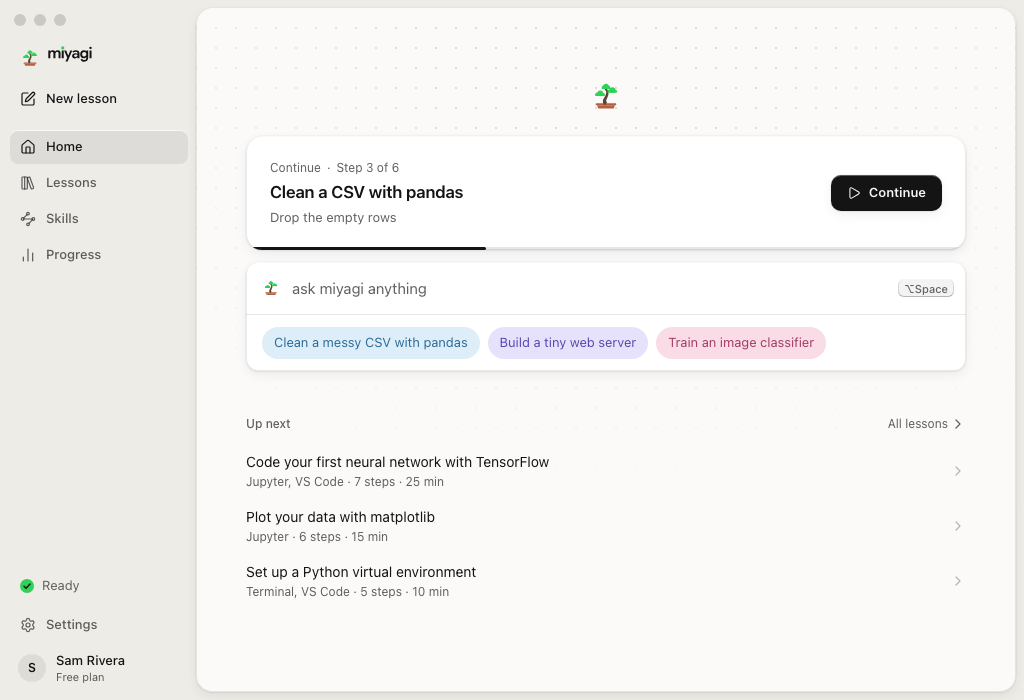 miyagi
New lesson
Home
Lessons
Skills
Progress
Ready
Settings
S
Sam Rivera
Free plan
Continue · Step 3 of 6
Clean a CSV with pandas
Drop the empty rows
Continue
ask miyagi anything
⌥Space
Clean a messy CSV with pandas
Build a tiny web server
Train an image classifier
Up next
All lessons
Code your first neural network with TensorFlow
Jupyter, VS Code · 7 steps · 25 min
Plot your data with matplotlib
Jupyter · 6 steps · 15 min
Set up a Python virtual environment
Terminal, VS Code · 5 steps · 10 min